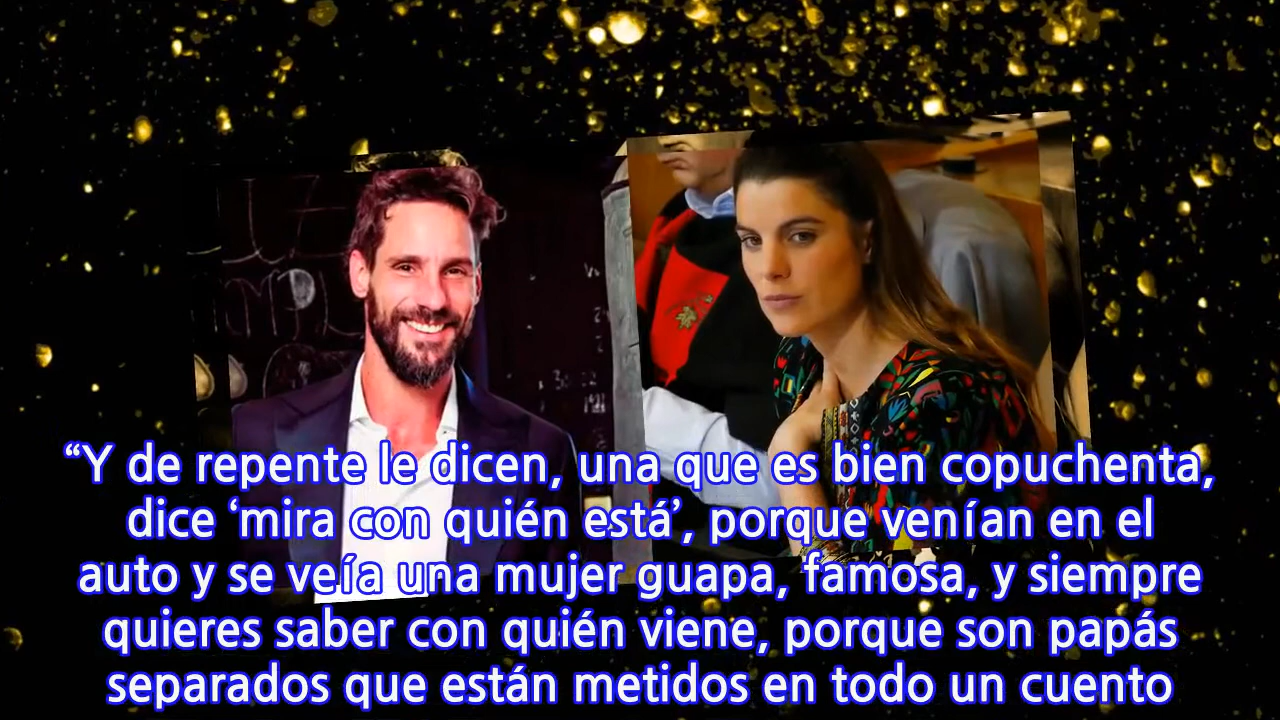 “Y de repente le dicen, una que es bien copuchenta,
dice ‘mira con quién está’, porque venían en el
auto y se veía una mujer guapa, famosa, y siempre
quieres saber con quién viene, porque son papás
separados que están metidos en todo un cuento